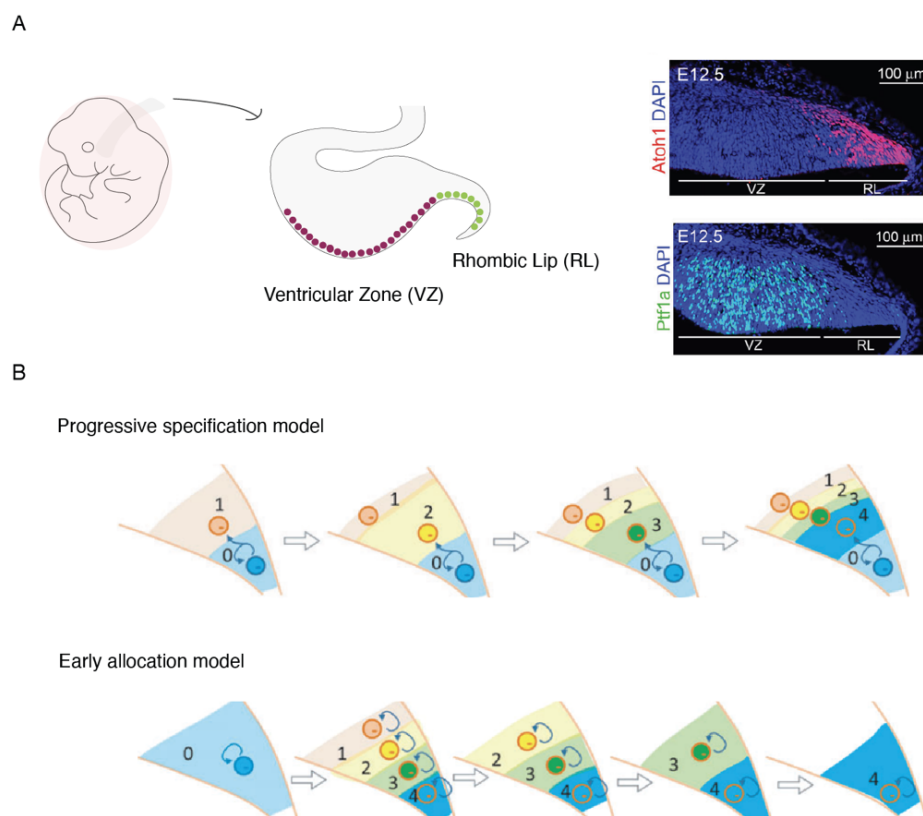 A
E12.5
100 μm
Atoh1 DAPI
VZ
RL
Rhombic Lip (RL)
Ventricular Zone (VZ)
E12.5
100 μm
Ptf1a DAPI
VZ
RL
B
Progressive specification model
1
0
1
2
0
1
2
3
0
1
2
3
4
0
Early allocation model
0
1
2
3
4
2
3
4
3
4
4